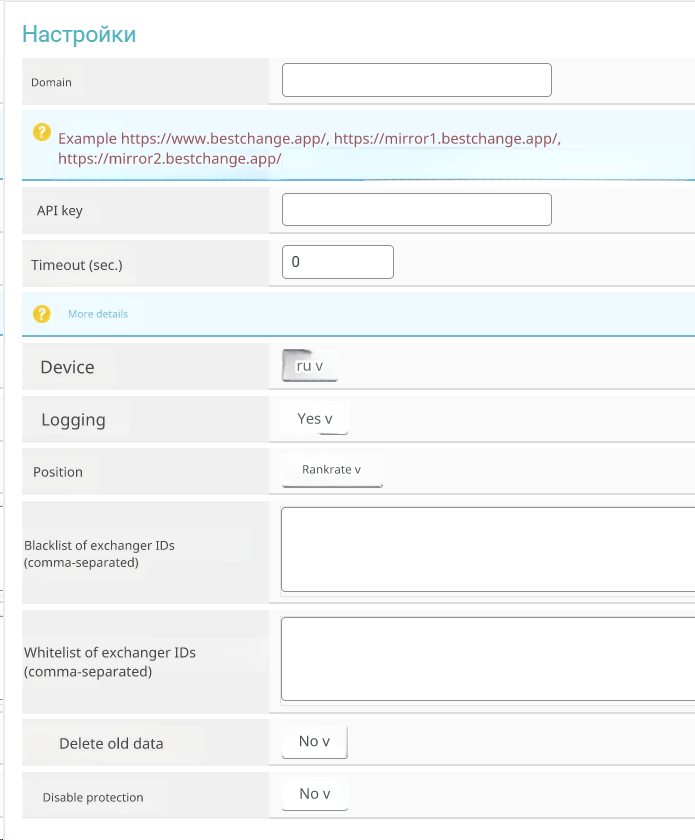 Настройки
Domain
?
Example https://www.bestchange.app/, https://mirror1.bestchange.app/,
https://mirror2.bestchange.app/
API key
Timeout (sec.)
0
?
More details
Device
ru v
Logging
Yes v
Position
Rankrate v
Blacklist of exchanger IDs
(comma-separated)
Whitelist of exchanger IDs
(comma-separated)
Delete old data
No v
Disable protection
No v